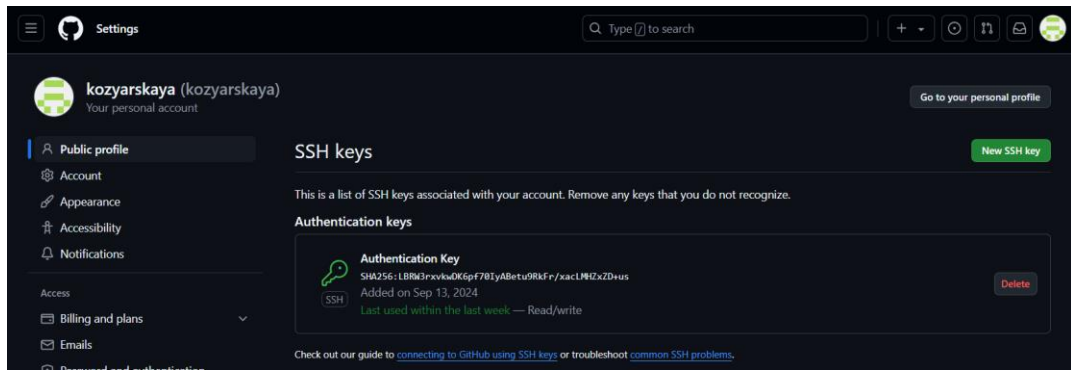 Settings
Type / to search
kozyarskaya (kozyarskaya)
Your personal account
Go to your personal profile
Public profile
Account
Appearance
Accessibility
Notifications
Access
Billing and plans
Emails
Password and authentication
SSH keys
New SSH key
This is a list of SSH keys associated with your account. Remove any keys that you do not recognize.
Authentication keys
Authentication Key
SHA256:LBRW3rxvkwDK6pf70IyABetu9RkFr/xacLMHZxZD+us
SSH
Added on Sep 13, 2024
Last used within the last week — Read/write
Delete
Check out our guide to connecting to GitHub using SSH keys or troubleshoot common SSH problems.